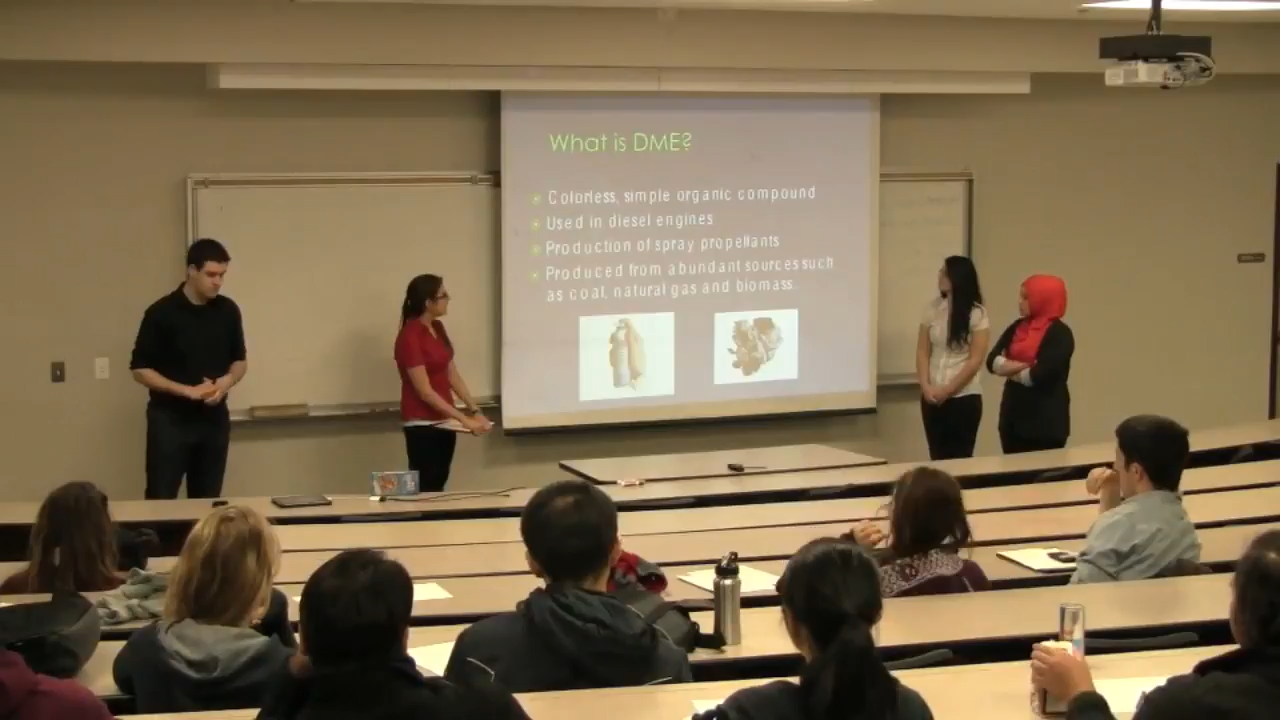 What is DME?
Colorless, simple organic compound
Used in diesel engines
Production of spray propellants
Produced from abundant sources such
as coal, natural gas and biomass.